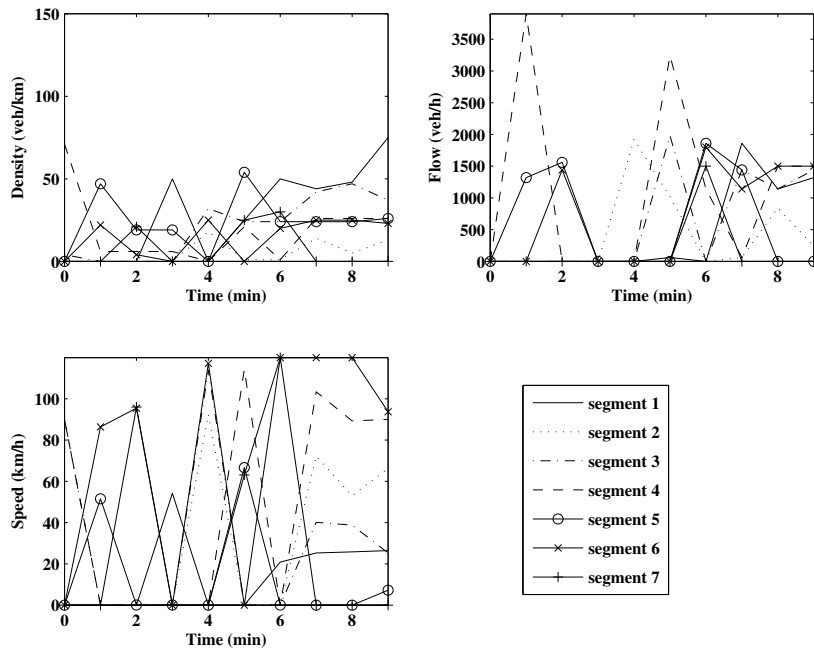 150
100
50
0
0 2 4 6 8
Time (min)
Density (veh/km)
3500
3000
2500
2000
1500
1000
500
0
0 2 4 6 8
Time (min)
Flow (veh/h)
100
80
60
40
20
0
0 2 4 6 8
Time (min)
Speed (km/h)
segment 1
segment 2
segment 3
segment 4
segment 5
segment 6
segment 7